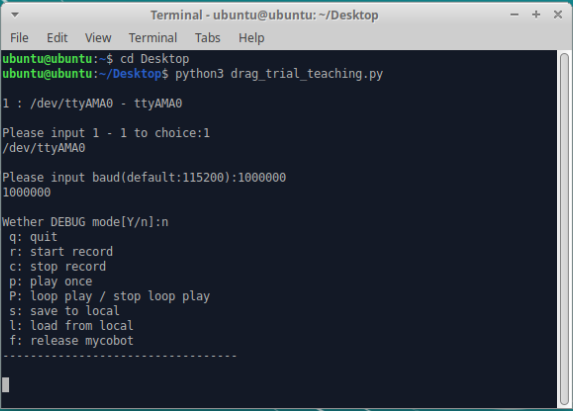 Terminal - ubuntu@ubuntu: ~/Desktop
File Edit View Terminal Tabs Help
ubuntu@ubuntu:~$ cd Desktop
ubuntu@ubuntu:~/Desktop$ python3 drag_trial_teaching.py
1 : /dev/ttyAMA0 - ttyAMA0
Please input 1 - 1 to choice:1
/dev/ttyAMA0
Please input baud(default:115200):1000000
1000000
Wether DEBUG mode[Y/n]:n
q: quit
r: start record
c: stop record
p: play once
P: loop play / stop loop play
s: save to local
l: load from local
f: release mycobot
----------------------------------